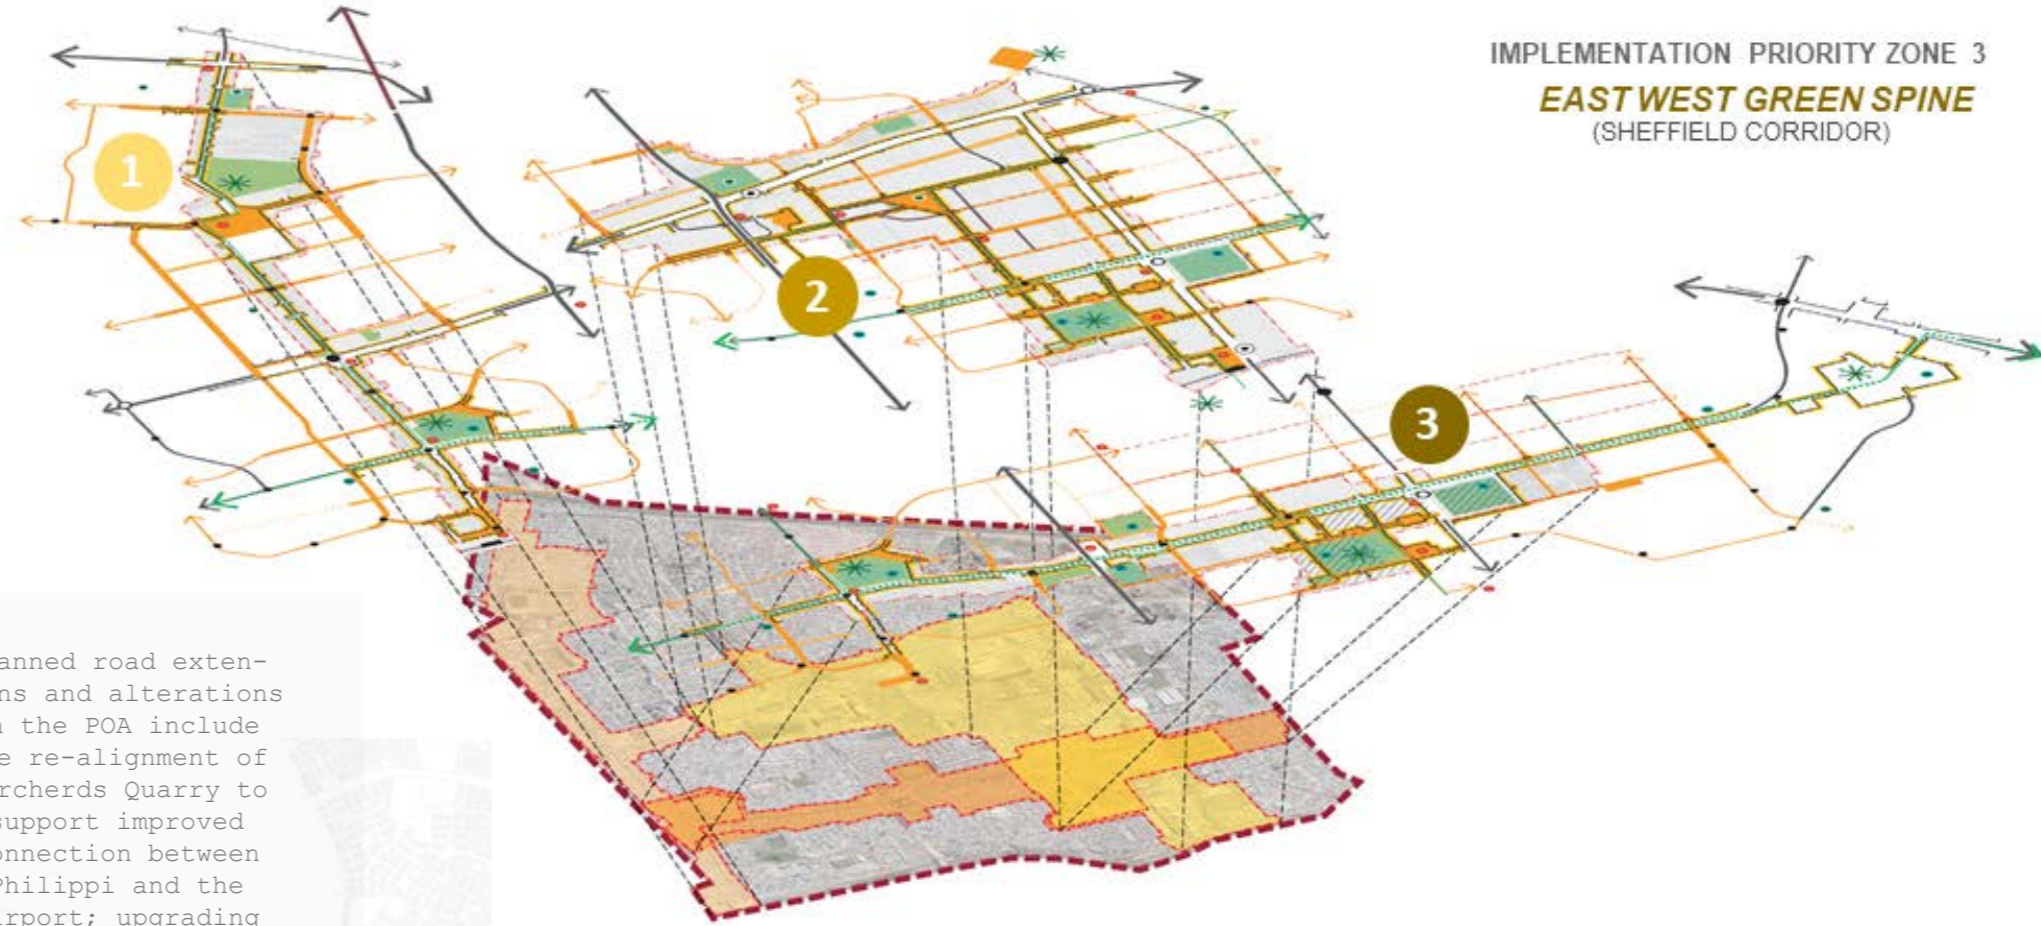 IMPLEMENTATION PRIORITY ZONE 3
EAST WEST GREEN SPINE
(SHEFFIELD CORRIDOR)
1
2
3
anned road exten-
ns and alterations
the POA include
e re-alignment of
rcherds Quarry to
support improved
onnection between
Philippi and the
irport; upgrading